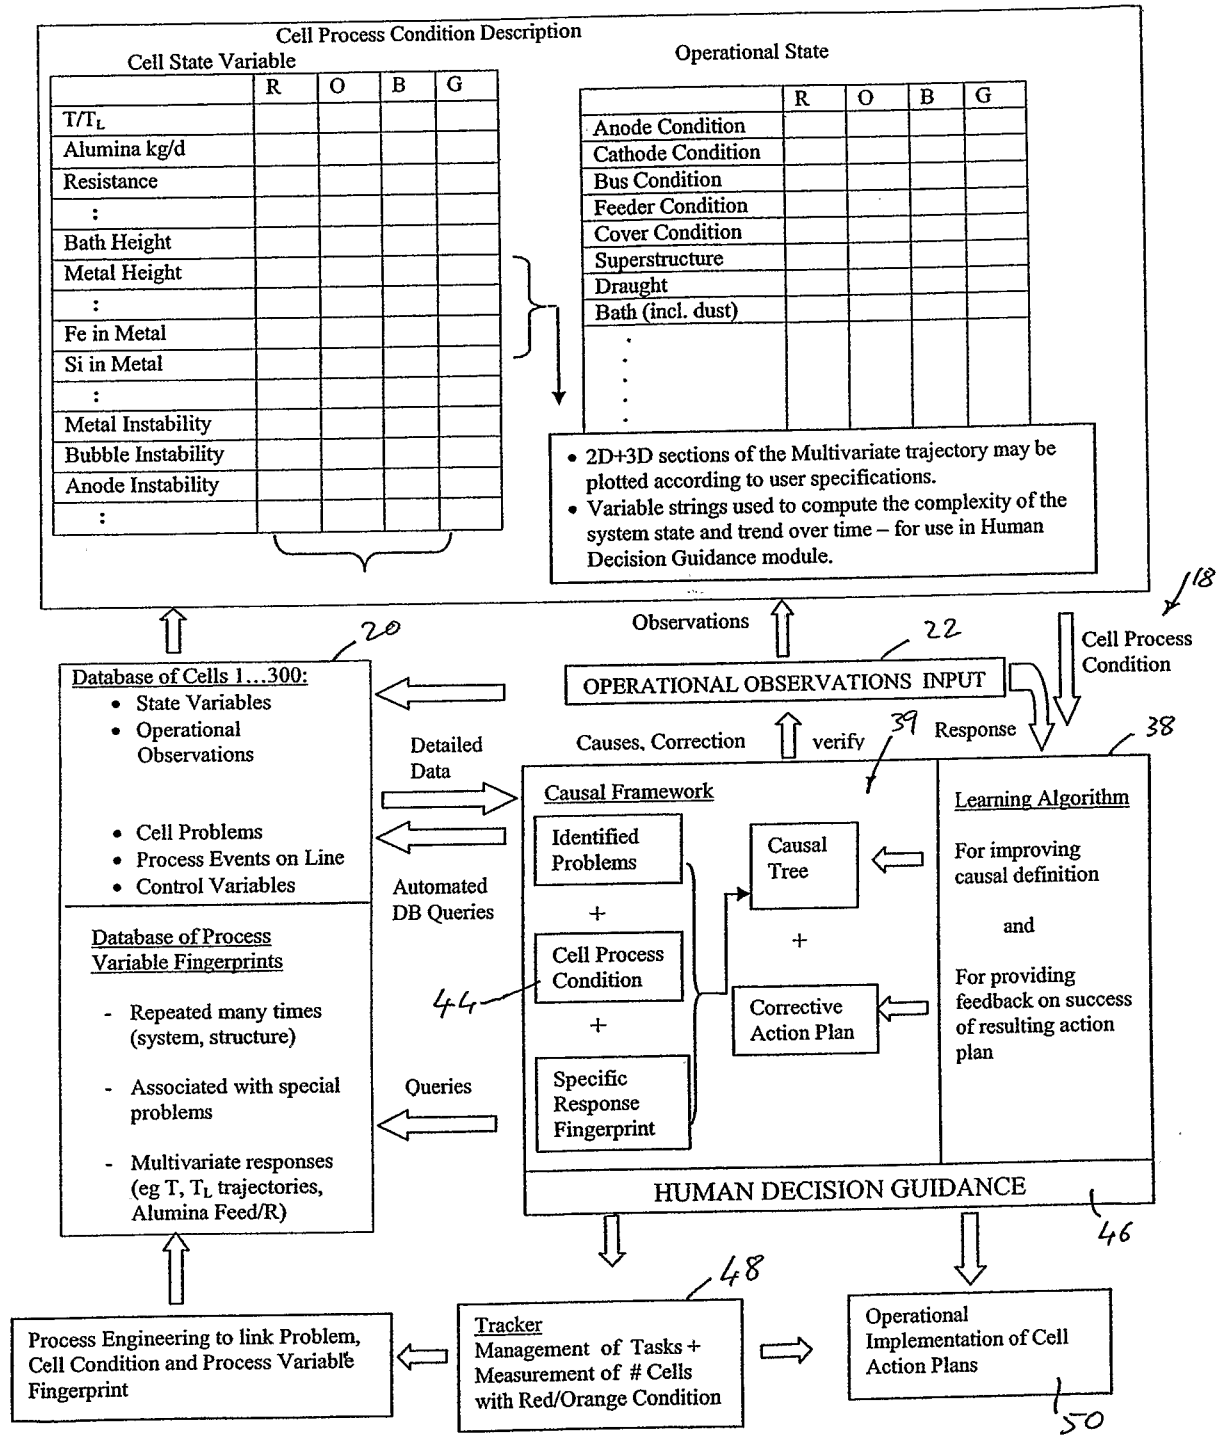 Cell Process Condition Description
Cell State Variable
R O B G
T/TL
Alumina kg/d
Resistance
:
Bath Height
Metal Height
:
Fe in Metal
Si in Metal
:
Metal Instability
Bubble Instability
Anode Instability
:
Operational State
R O B G
Anode Condition
Cathode Condition
Bus Condition
Feeder Condition
Cover Condition
Superstructure
Draught
Bath (incl. dust)
• 2D+3D sections of the Multivariate trajectory may be
plotted according to user specifications.
• Variable strings used to compute the complexity of the
system state and trend over time – for use in Human
Decision Guidance module.
18
Observations
Cell Process
Condition
20
22
Database of Cells 1...300:
• State Variables
• Operational
Observations
• Cell Problems
• Process Events on Line
• Control Variables
Database of Process
Variable Fingerprints
- Repeated many times
(system, structure)
- Associated with special
problems
- Multivariate responses
(eg T, TL trajectories,
Alumina Feed/R)
OPERATIONAL OBSERVATIONS INPUT
Detailed
Data
Automated
DB Queries
Queries
Causes, Correction
verify
39
Response
38
Causal Framework
Identified
Problems
+
Cell Process
Condition
44
+
Specific
Response
Fingerprint
Causal
Tree
+
Corrective
Action Plan
Learning Algorithm
For improving
causal definition
and
For providing
feedback on success
of resulting action
plan
HUMAN DECISION GUIDANCE
46
48
Process Engineering to link Problem,
Cell Condition and Process Variable
Fingerprint
Tracker
Management of Tasks +
Measurement of # Cells
with Red/Orange Condition
Operational
Implementation of Cell
Action Plans
50